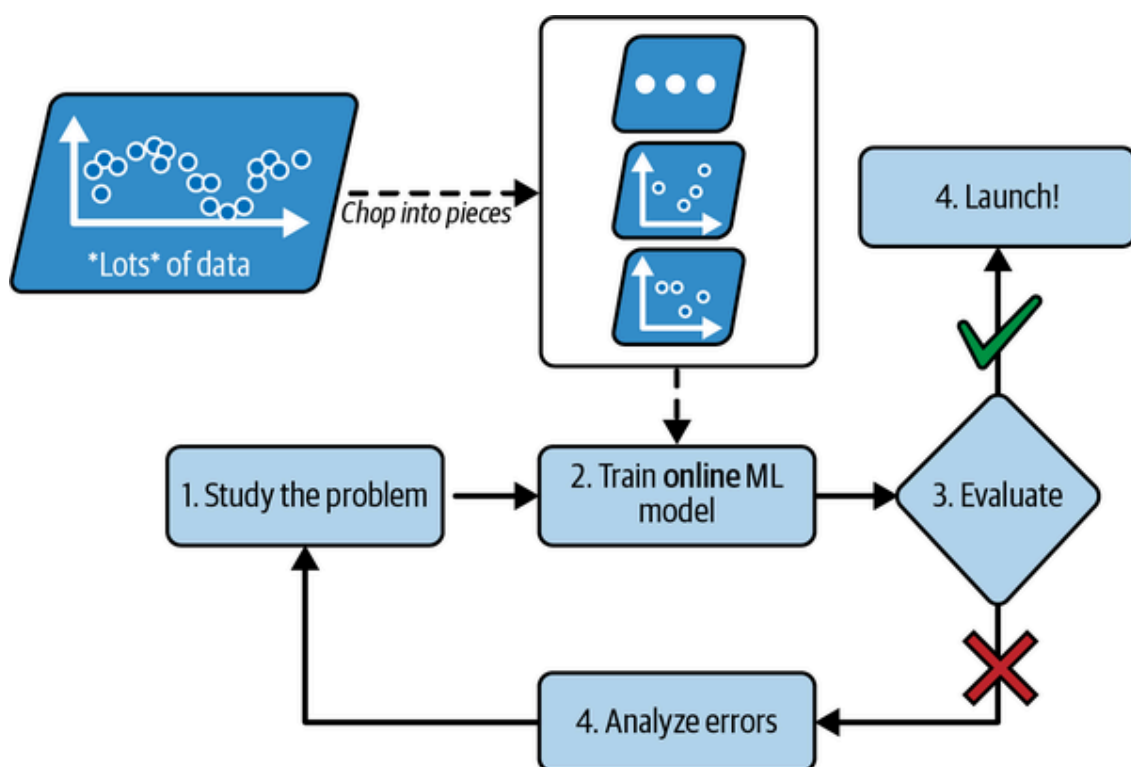 *Lots* of data
Chop into pieces
4. Launch!
1. Study the problem
2. Train online ML
model
3. Evaluate
4. Analyze errors